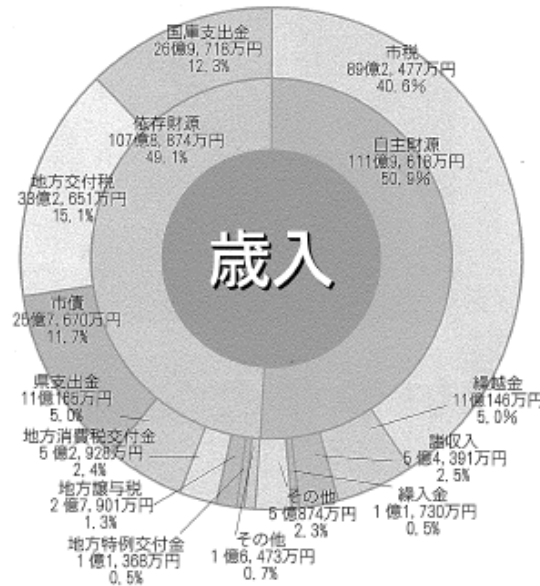 国庫支出金
26億9,718万円
12.3%
市税
89億2,477万円
40.6%
依存財源
107億8,874万円
49.1%
自主財源
111億9,618万円
50.9%
地方交付税
33億2,651万円
15.1%
歳入
市債
25億7,670万円
11.7%
県支出金
11億165万円
5.0%
繰越金
11億146万円
5.0%
地方消費税交付金
5億2,928万円
2.4%
諸収入
5億4,391万円
2.5%
地方譲与税
2億7,901万円
1.3%
繰入金
1億1,730万円
0.5%
その他
5億874万円
2.3%
地方特例交付金
1億1,368万円
0.5%
その他
1億6,473万円
0.7%